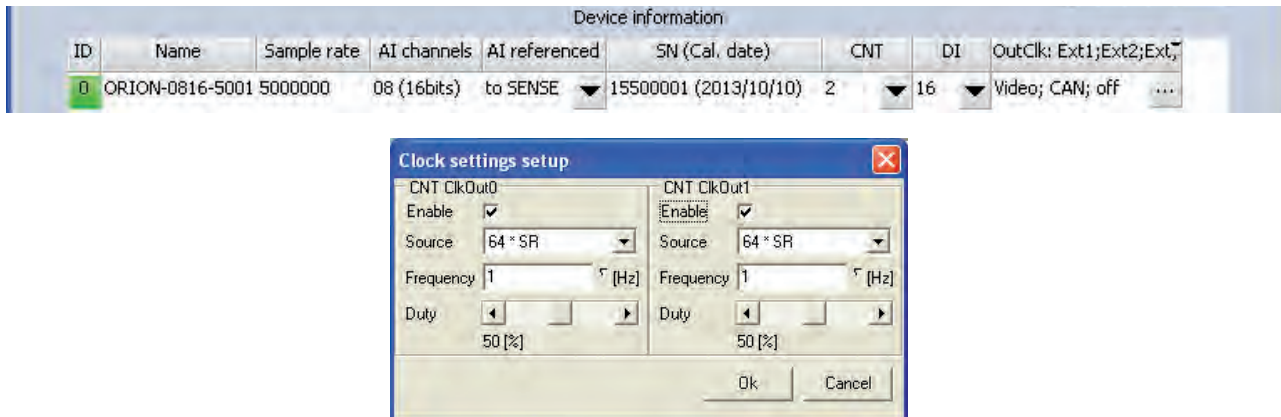 Device information
ID Name Sample rate AI channels AI referenced SN (Cal. date) CNT DI OutClk: Ext1;Ext2;Ext,
0 ORION-0816-5001 5000000 08 (16bits) to SENSE 15500001 (2013/10/10) 2 16 Video; CAN; off ...
Clock settings setup
CNT ClkOut0 CNT ClkOut1
Enable Enable
Source 64 * SR Source 64 * SR
Frequency 1 [Hz] Frequency 1 [Hz]
Duty Duty
50 [%] 50 [%]
Ok Cancel